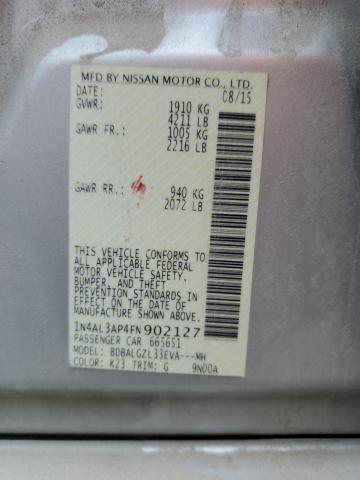 MFD BY NISSAN MOTOR CO., LTD.
DATE: 08/15
GVWR: 1910 KG
4211 LB
GAWR FR.: 1005 KG
2216 LB
GAWR RR.: 940 KG
2072 LB
THIS VEHICLE CONFORMS TO
ALL APPLICABLE FEDERAL
MOTOR VEHICLE SAFETY,
BUMPER, AND THEFT
PREVENTION STANDARDS IN
EFFECT ON THE DATE OF
MANUFACTURE SHOWN ABOVE.
1N4AL3AP4FN902127
PASSENGER CAR 665651
MODEL: BDBALGZL33EVA---MH
COLOR: K23 TRIM: G 9N00A